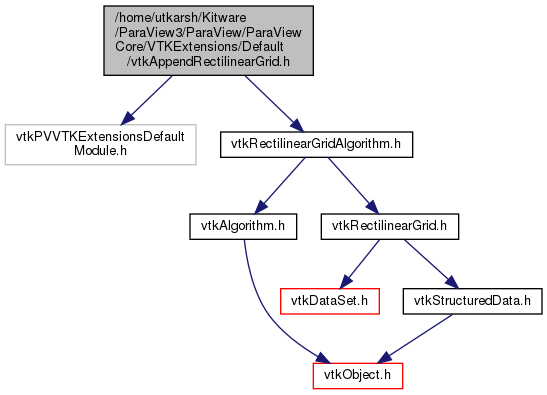 /home/utkarsh/Kitware
/ParaView3/ParaView/ParaView
Core/VTKExtensions/Default
/vtkAppendRectilinearGrid.h
vtkPVVTKExtensionsDefault
Module.h
vtkRectilinearGridAlgorithm.h
vtkAlgorithm.h
vtkRectilinearGrid.h
vtkDataSet.h
vtkStructuredData.h
vtkObject.h